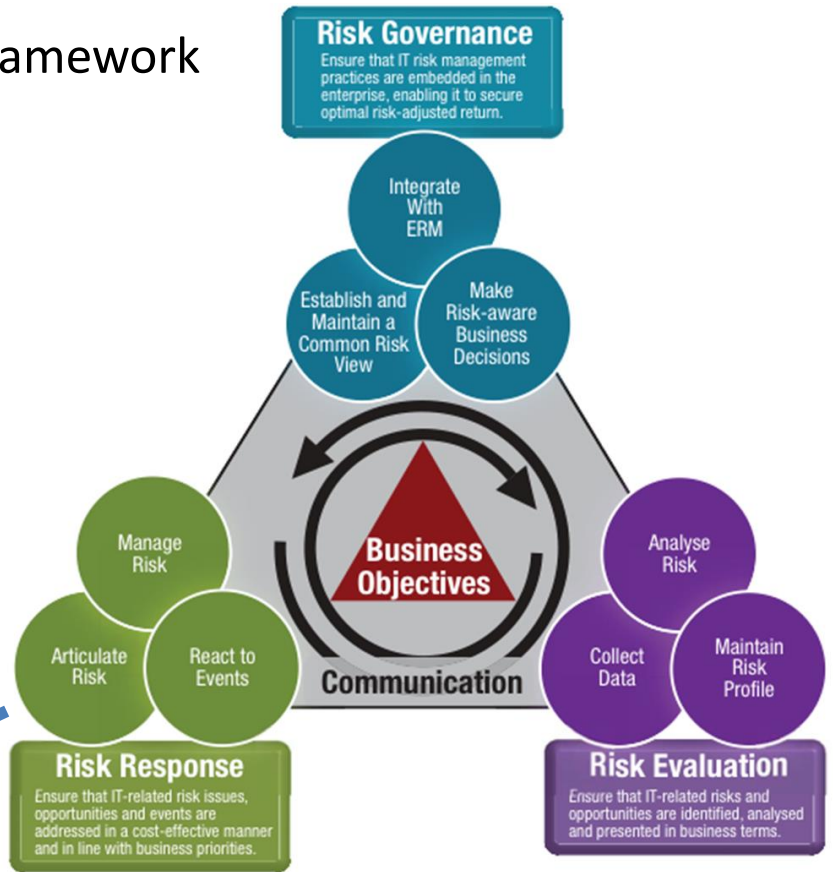 amework
Risk Governance
Ensure that IT risk management
practices are embedded in the
enterprise, enabling it to secure
optimal risk-adjusted return.
Integrate
With
ERM
Establish and
Maintain a
Common Risk
View
Make
Risk-aware
Business
Decisions
Business
Objectives
Communication
Manage
Risk
Articulate
Risk
React to
Events
Risk Response
Ensure that IT-related risk issues,
opportunities and events are
addressed in a cost-effective manner
and in line with business priorities.
Analyse
Risk
Collect
Data
Maintain
Risk
Profile
Risk Evaluation
Ensure that IT-related risks and
opportunities are identified, analysed
and presented in business terms.